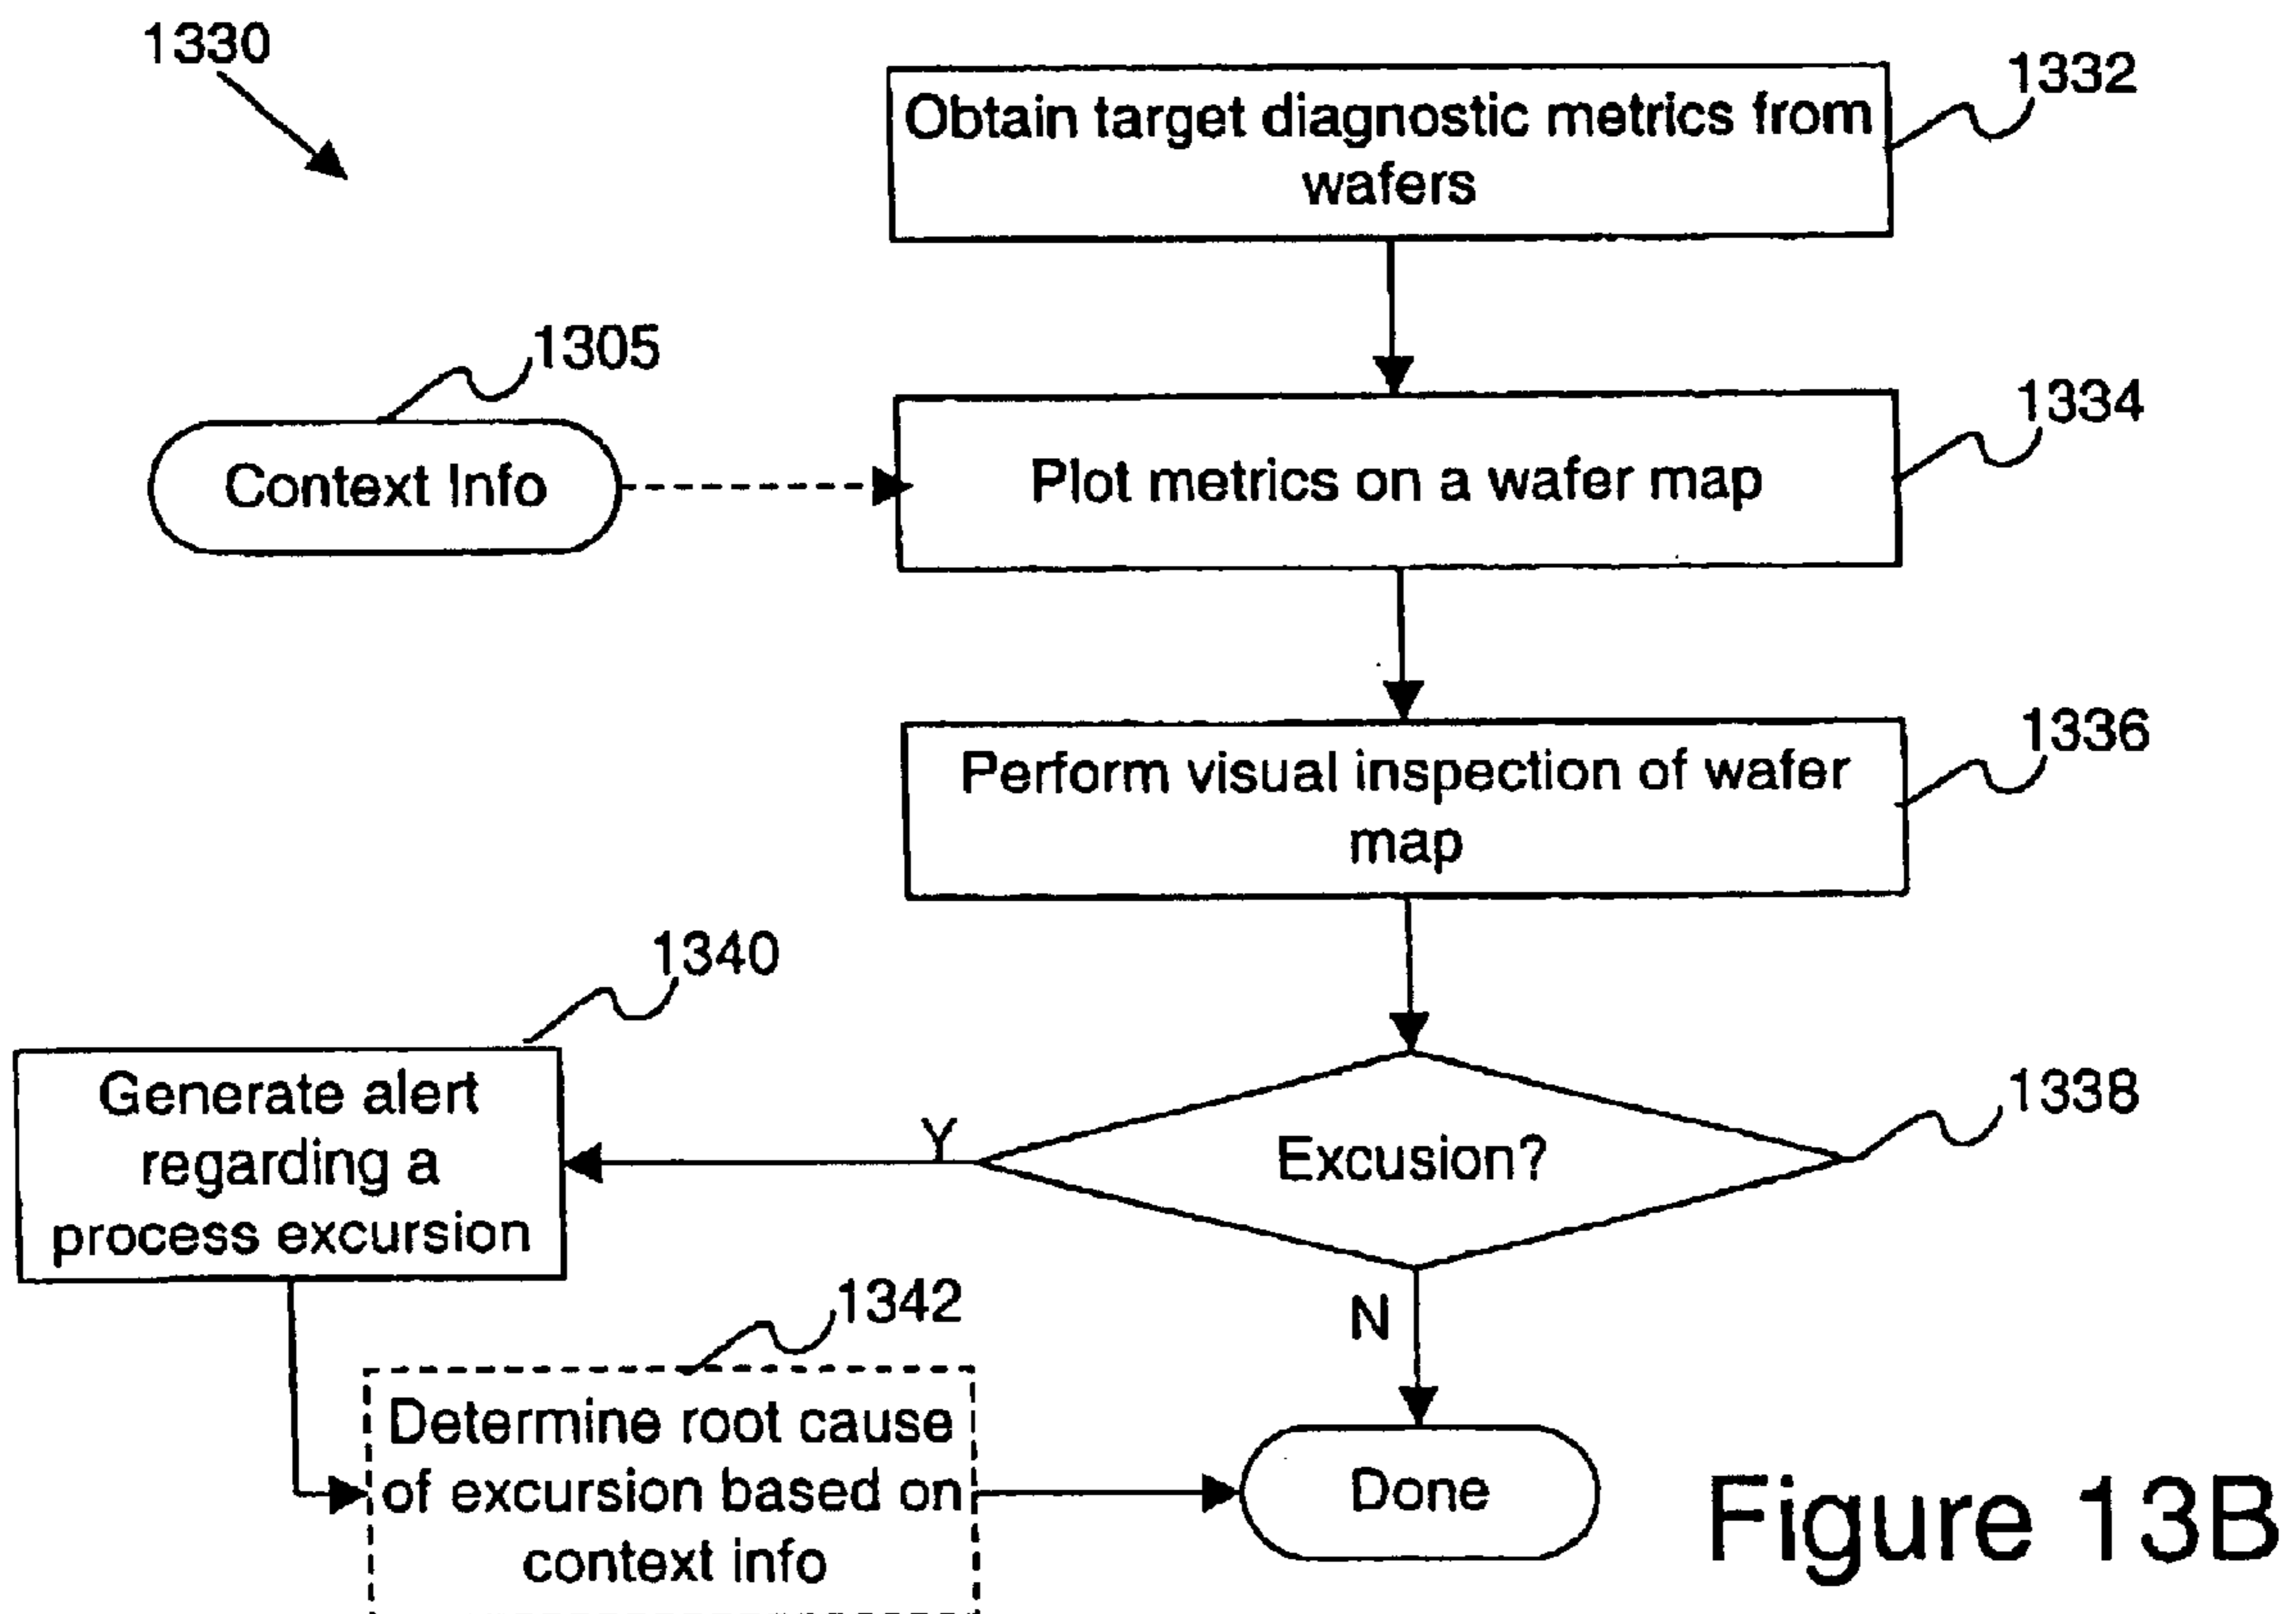 1330
Obtain target diagnostic metrics from
wafers
1332
1305
Context Info
Plot metrics on a wafer map
1334
Perform visual inspection of wafer
map
1336
1340
Generate alert
regarding a
process excursion
Y
Excusion?
1338
N
1342
Determine root cause
of excursion based on
context info
Done
Figure 13B